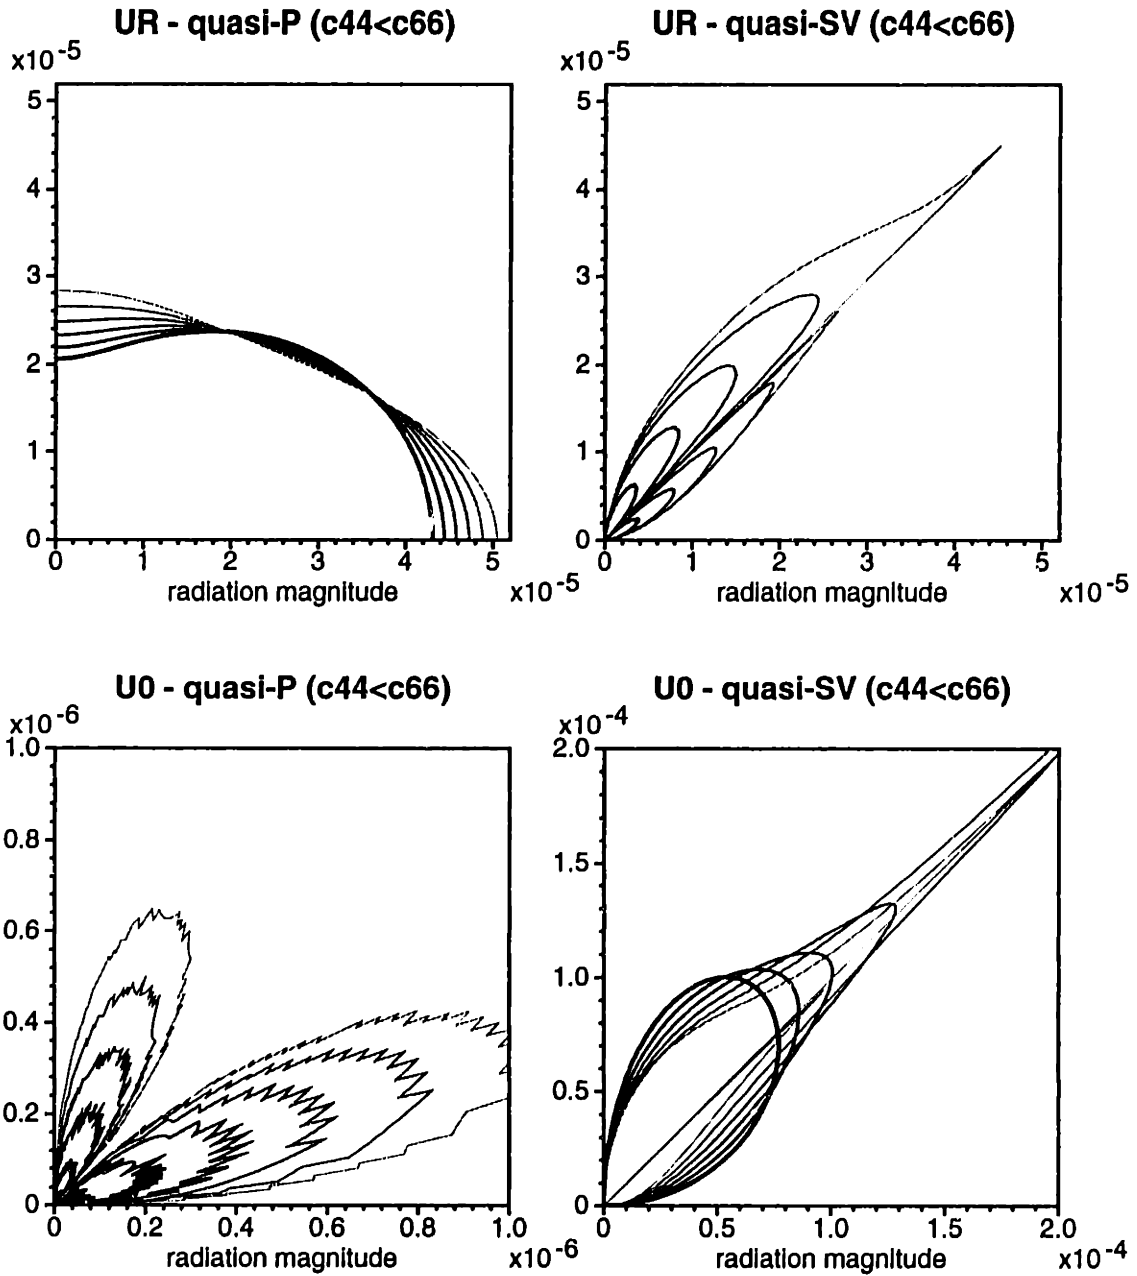 UR - quasi-P (c44<c66)
x10-5
5
4
3
2
1
0
0 1 2 3 4 5
radiation magnitude
x10-5
UR - quasi-SV (c44<c66)
x10-5
5
4
3
2
1
0
0 1 2 3 4 5
radiation magnitude
x10-5
U0 - quasi-P (c44<c66)
x10-6
1.0
0.8
0.6
0.4
0.2
0
0 0.2 0.4 0.6 0.8 1.0
radiation magnitude
x10-6
U0 - quasi-SV (c44<c66)
x10-4
2.0
1.5
1.0
0.5
0
0 0.5 1.0 1.5 2.0
radiation magnitude
x10-4